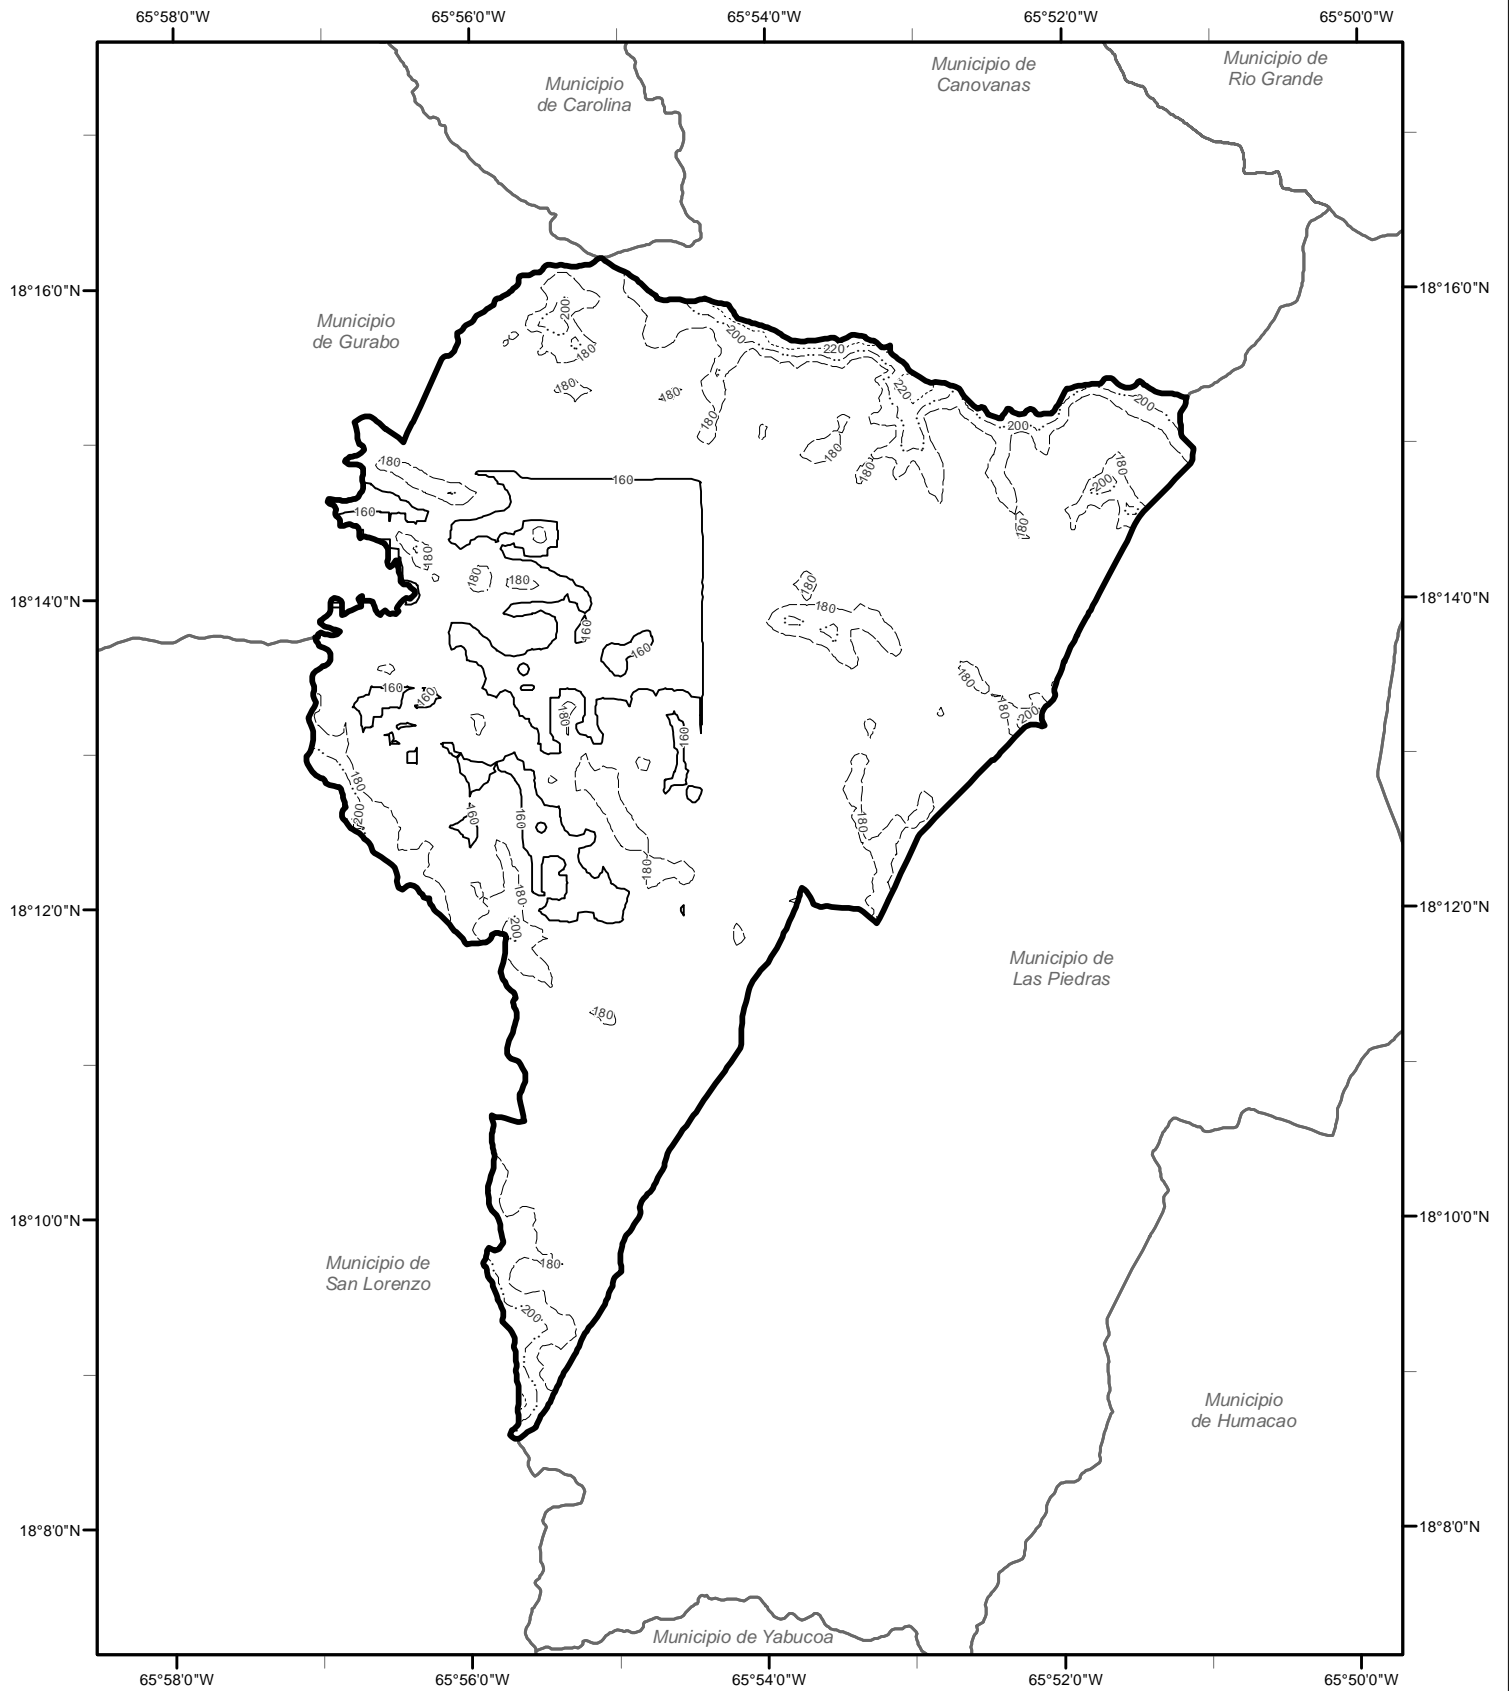 65°58'0"W 65°56'0"W 65°54'0"W 65°52'0"W 65°50'0"W
Municipio
de Carolina
Municipio de
Canovanas
Municipio de
Rio Grande
18°16'0"N
18°16'0"N
Municipio
de Gurabo
200
180
200
220
220
180
180
180
200
200
180
180
180
180
200
160
160
180
180
180
180
180
18°14'0"N
18°14'0"N
180
160
160
180
160
160
180
180
200
160
180
200
160
160
180
180
180
200
18°12'0"N
18°12'0"N
Municipio de
Las Piedras
180
18°10'0"N
18°10'0"N
Municipio de
San Lorenzo
180
200
Municipio
de Humacao
18°8'0"N
18°8'0"N
Municipio de Yabucoa
65°58'0"W 65°56'0"W 65°54'0"W 65°52'0"W 65°50'0"W